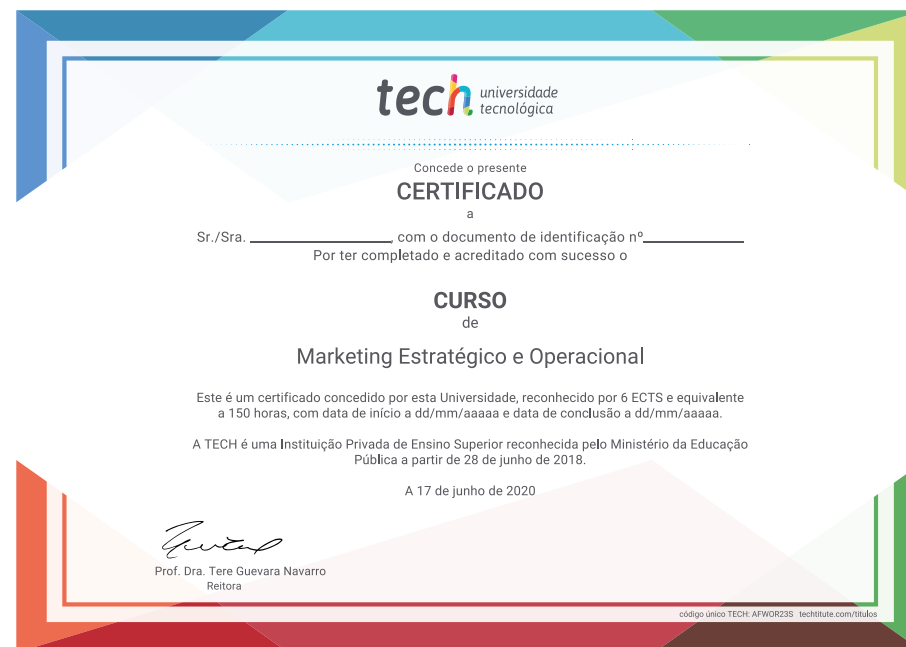 tech universidade
tecnológica
Concede o presente
CERTIFICADO
a
Sr./Sra. ____________________, com o documento de identificação nº______________
Por ter completado e acreditado com sucesso o
CURSO
de
Marketing Estratégico e Operacional
Este é um certificado concedido por esta Universidade, reconhecido por 6 ECTS e equivalente
a 150 horas, com data de início a dd/mm/aaaaa e data de conclusão a dd/mm/aaaaa.
A TECH é uma Instituição Privada de Ensino Superior reconhecida pelo Ministério da Educação
Pública a partir de 28 de junho de 2018.
A 17 de junho de 2020
Prof. Dra. Tere Guevara Navarro
Reitora
código único TECH: AFWOR23S techtitute.com/titulos